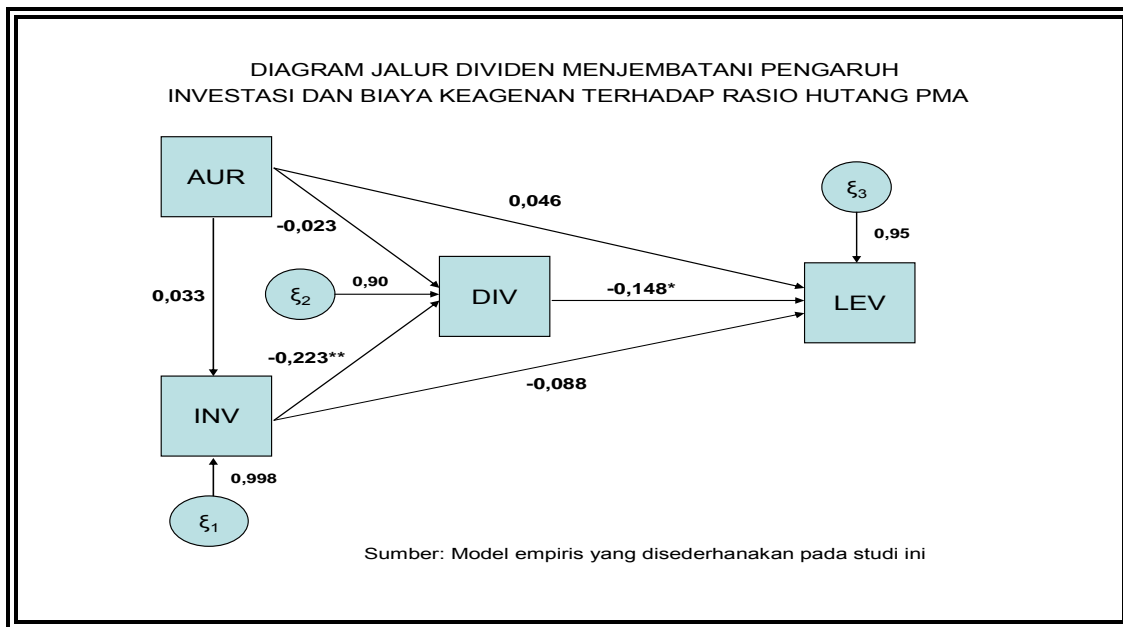 DIAGRAM JALUR DIVIDEN MENJEMBATANI PENGARUH
INVESTASI DAN BIAYA KEAGENAN TERHADAP RASIO HUTANG PMA
AUR
ξ3
0,046
-0,023
0,95
0,033
ξ2
0,90
DIV
-0,148*
LEV
-0,223**
-0,088
INV
0,998
ξ1
Sumber: Model empiris yang disederhanakan pada studi ini